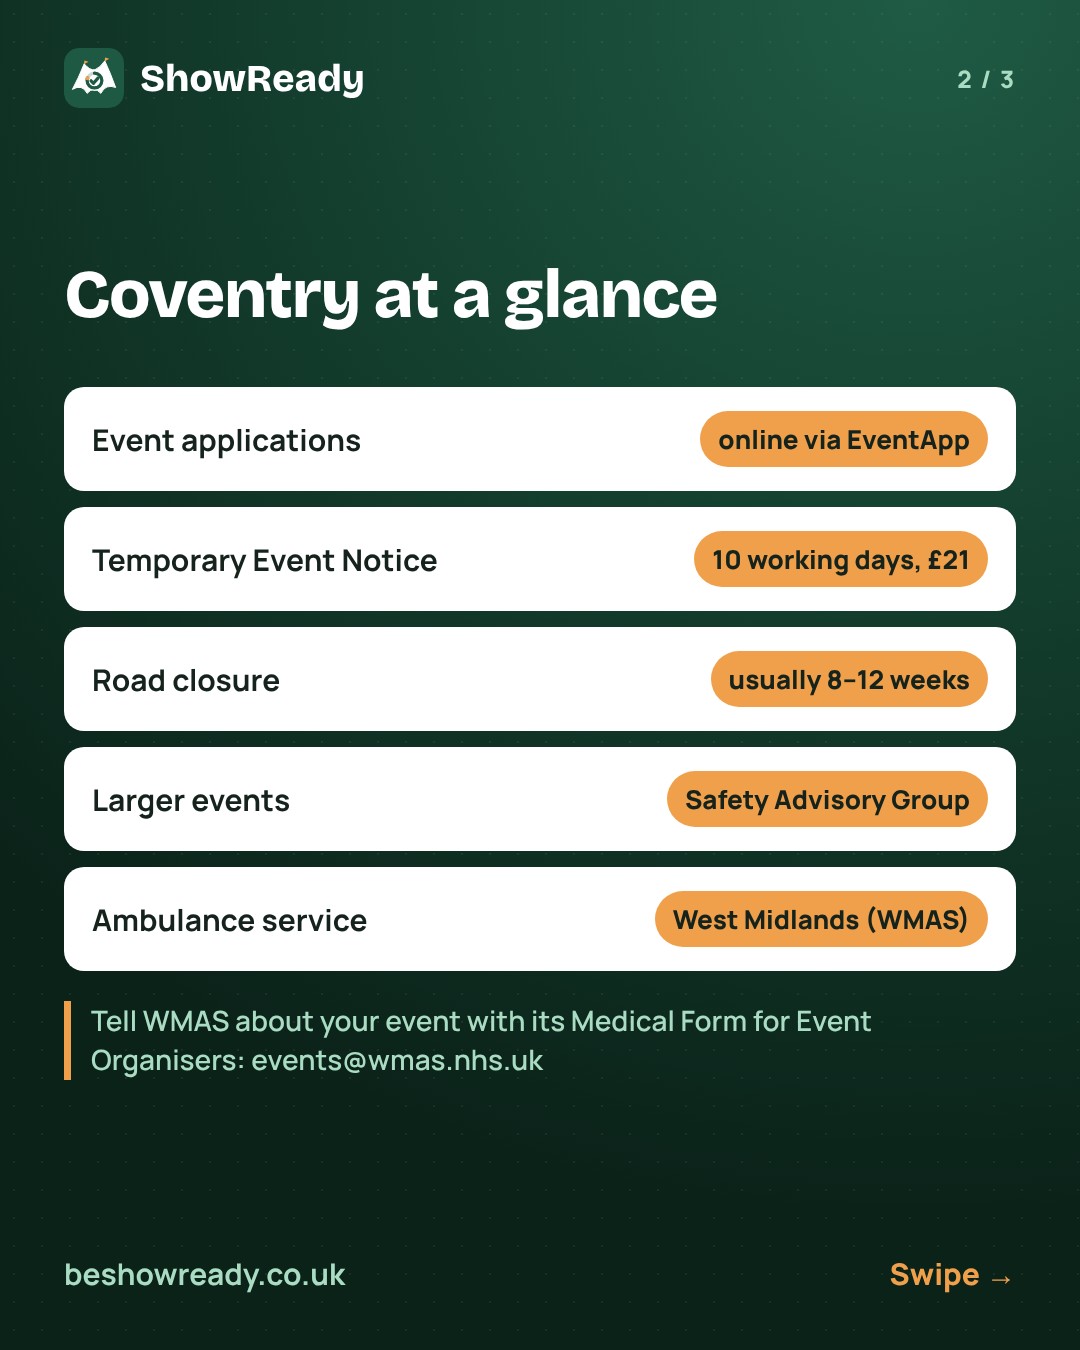 ShowReady
2 / 3
Coventry at a glance
Event applications
online via EventApp
Temporary Event Notice
10 working days, £21
Road closure
usually 8–12 weeks
Larger events
Safety Advisory Group
Ambulance service
West Midlands (WMAS)
Tell WMAS about your event with its Medical Form for Event
Organisers: events@wmas.nhs.uk
beshowready.co.uk
Swipe →